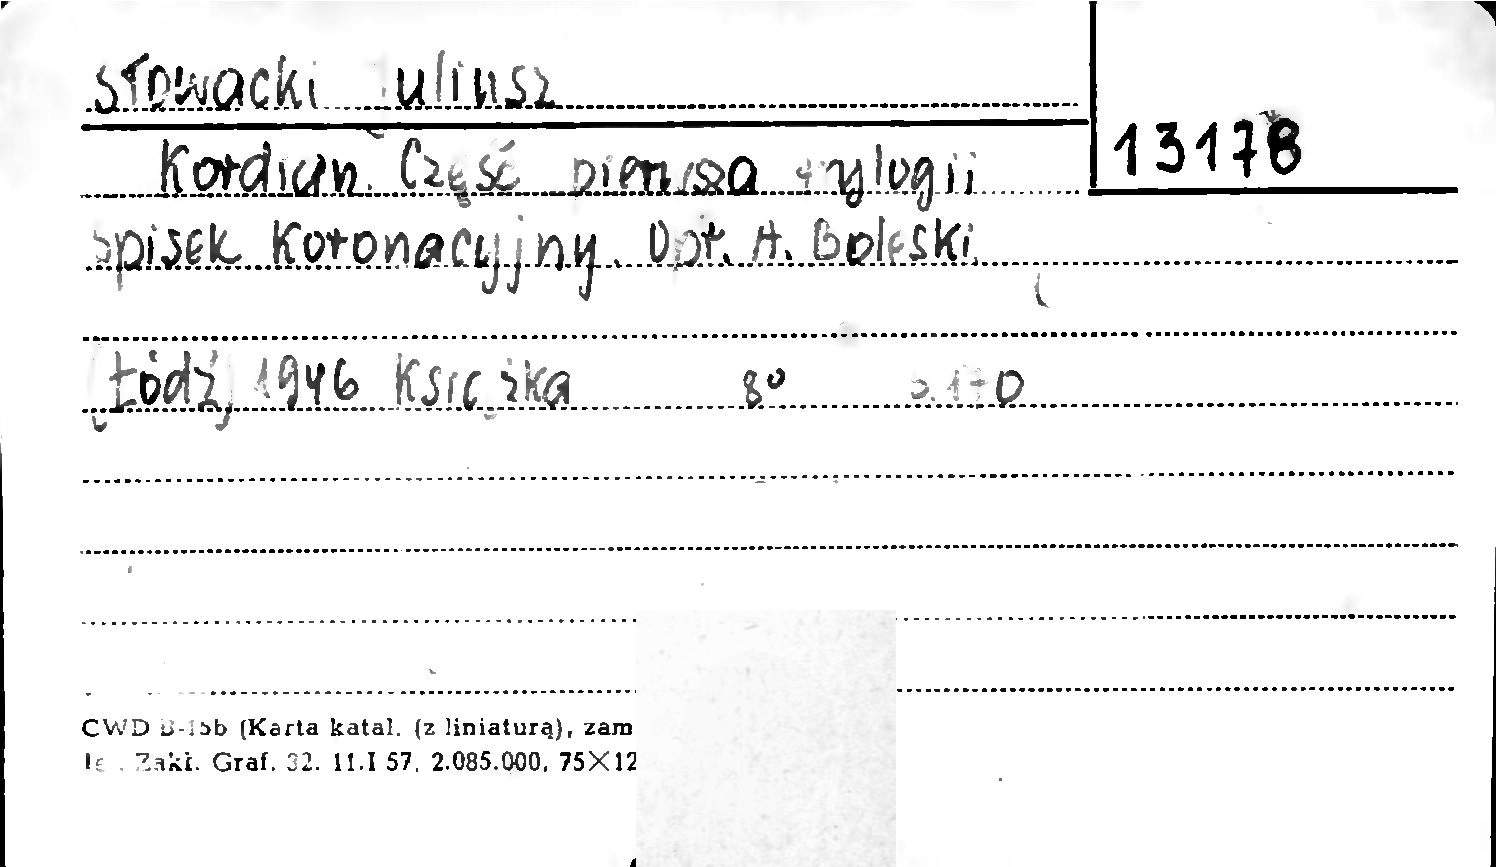 Słowacki Juliusz
13178
Kordian. Część pierwsza trylogii
Spisek Koronacyjny. Opr. A. Boleski.
Łódź, 1946 Książka 8° s. 170
CWD B-15b (Karta katal. (z liniaturą), zam
Zakł. Graf. 32. 11.I 57. 2.085.000. 75×12